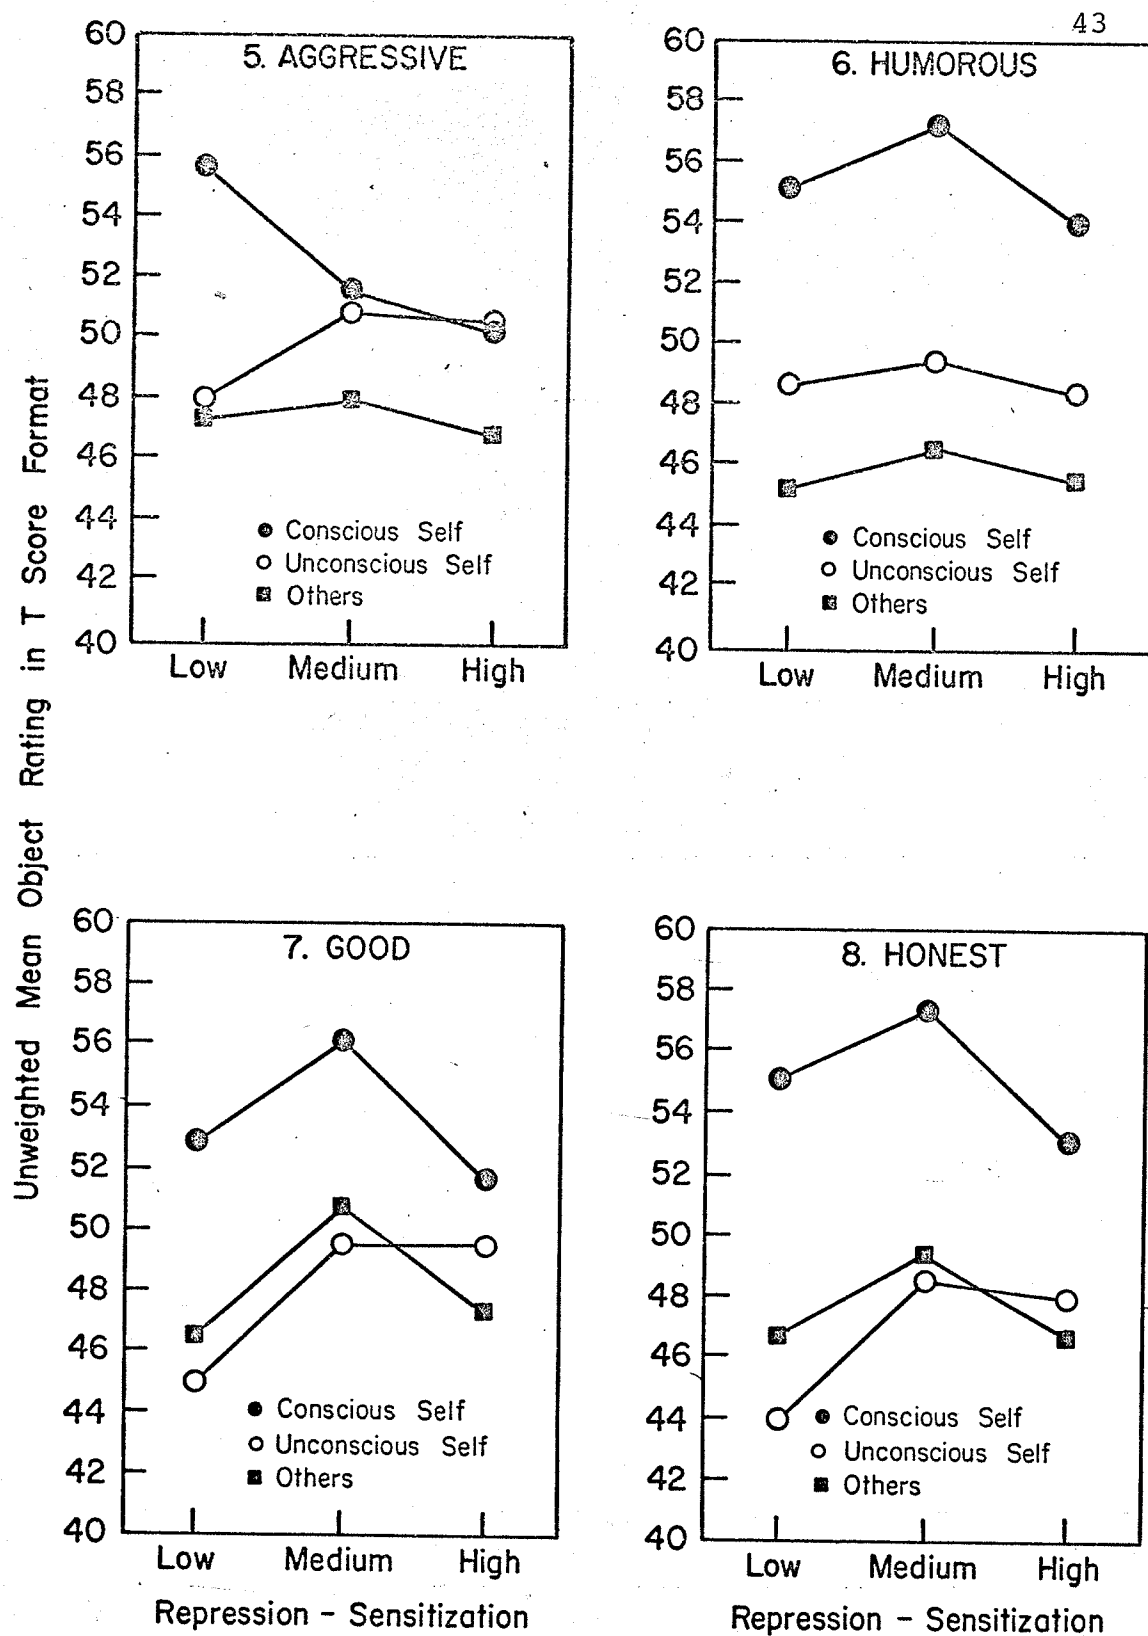 43
Unweighted Mean Object Rating in T Score Format
5. AGGRESSIVE
60
58
56
54
52
50
48
46
44
42
40
Conscious Self
Unconscious Self
Others
Low Medium High
6. HUMOROUS
60
58
56
54
52
50
48
46
44
42
40
Conscious Self
Unconscious Self
Others
Low Medium High
7. GOOD
60
58
56
54
52
50
48
46
44
42
40
Conscious Self
Unconscious Self
Others
Low Medium High
Repression - Sensitization
8. HONEST
60
58
56
54
52
50
48
46
44
42
40
Conscious Self
Unconscious Self
Others
Low Medium High
Repression - Sensitization